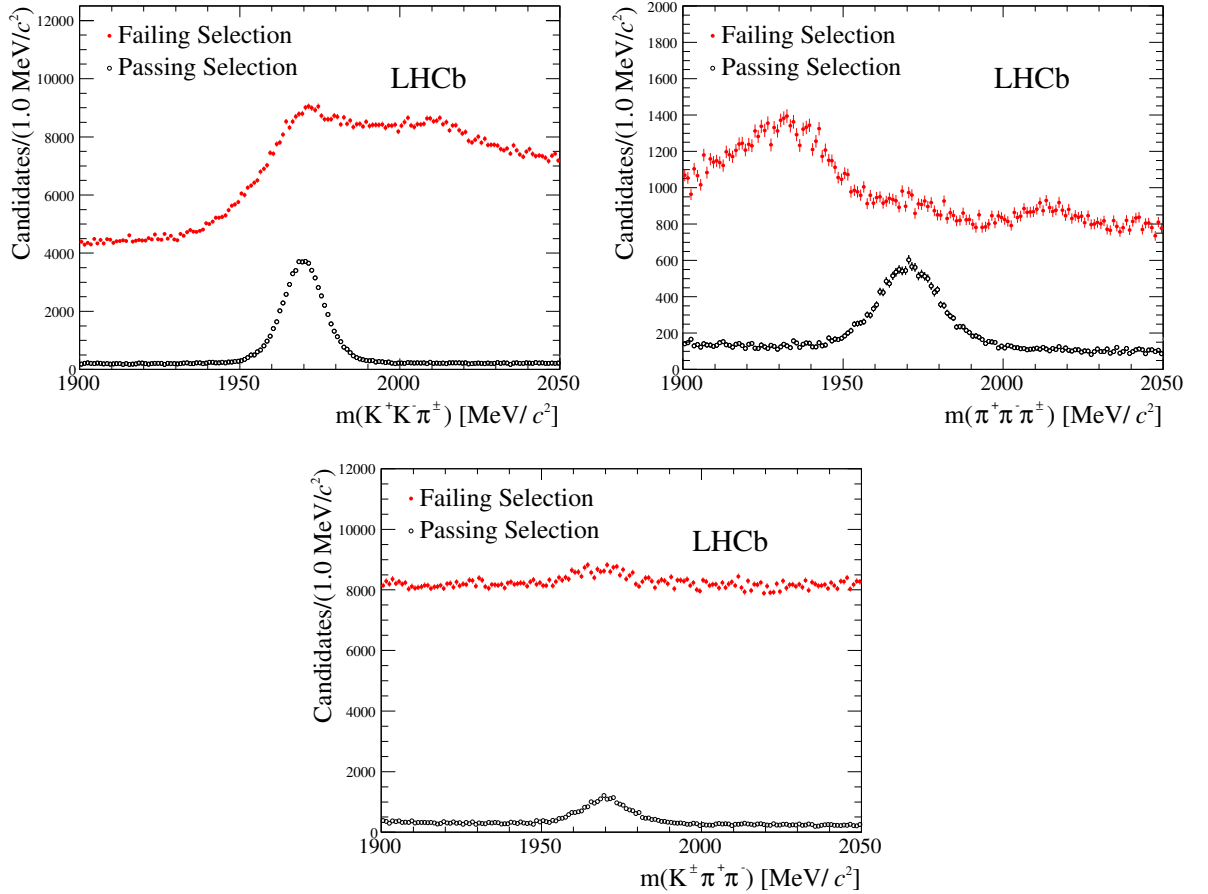 Candidates/(1.0 MeV/c²)
12500
10000
8000
6000
4000
2000
0
Failing Selection
Passing Selection
LHCb
1900 1950 2000 2050
m(K⁺K⁻π±) [MeV/ c²]
Candidates/(1.0 MeV/c²)
2000
1800
1600
1400
1200
1000
800
600
400
200
0
Failing Selection
Passing Selection
LHCb
1900 1950 2000 2050
m(π⁺π⁻π±) [MeV/ c²]
Candidates/(1.0 MeV/c²)
12000
10000
8000
6000
4000
2000
0
Failing Selection
Passing Selection
LHCb
1900 1950 2000 2050
m(K±π⁺π⁻) [MeV/ c²]